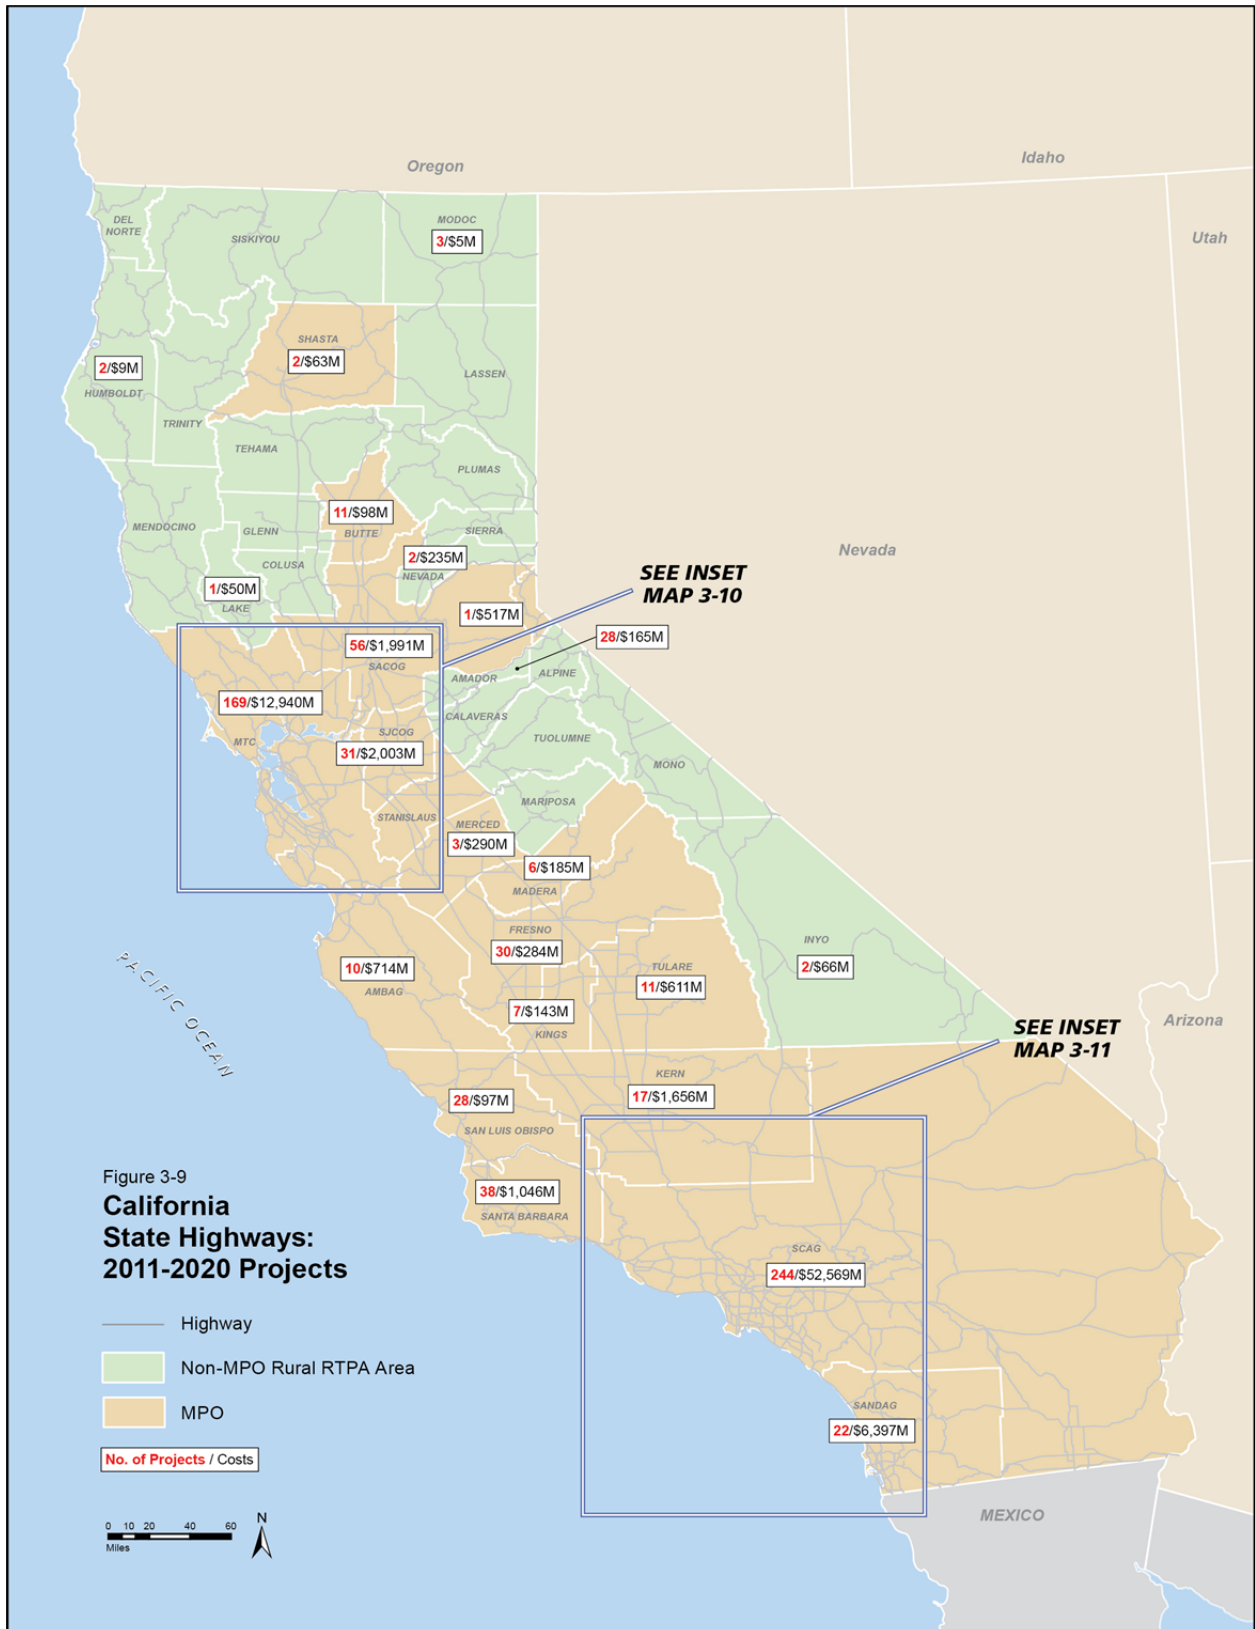 Oregon
Idaho
Utah
Nevada
Arizona
MEXICO
PACIFIC OCEAN
DEL
NORTE
SISKIYOU
MODOC
3/$5M
SHASTA
2/$63M
2/$9M
HUMBOLDT
TRINITY
LASSEN
TEHAMA
PLUMAS
11/$98M
BUTTE
MENDOCINO
GLENN
SIERRA
COLUSA
2/$235M
NEVADA
1/$50M
LAKE
1/$517M
SEE INSET
MAP 3-10
28/$165M
56/$1,991M
SACOG
AMADOR
ALPINE
169/$12,940M
MTC
CALAVERAS
SJCOG
31/$2,003M
TUOLUMNE
MONO
MARIPOSA
STANISLAUS
MERCED
3/$290M
6/$185M
MADERA
FRESNO
30/$284M
INYO
2/$66M
10/$714M
AMBAG
TULARE
11/$611M
7/$143M
KINGS
SEE INSET
MAP 3-11
KERN
17/$1,656M
28/$97M
SAN LUIS OBISPO
38/$1,046M
SANTA BARBARA
SCAG
244/$52,569M
SANDAG
22/$6,397M
Figure 3-9
California
State Highways:
2011-2020 Projects
Highway
Non-MPO Rural RTPA Area
MPO
No. of Projects / Costs
0 10 20 40 60
Miles
N